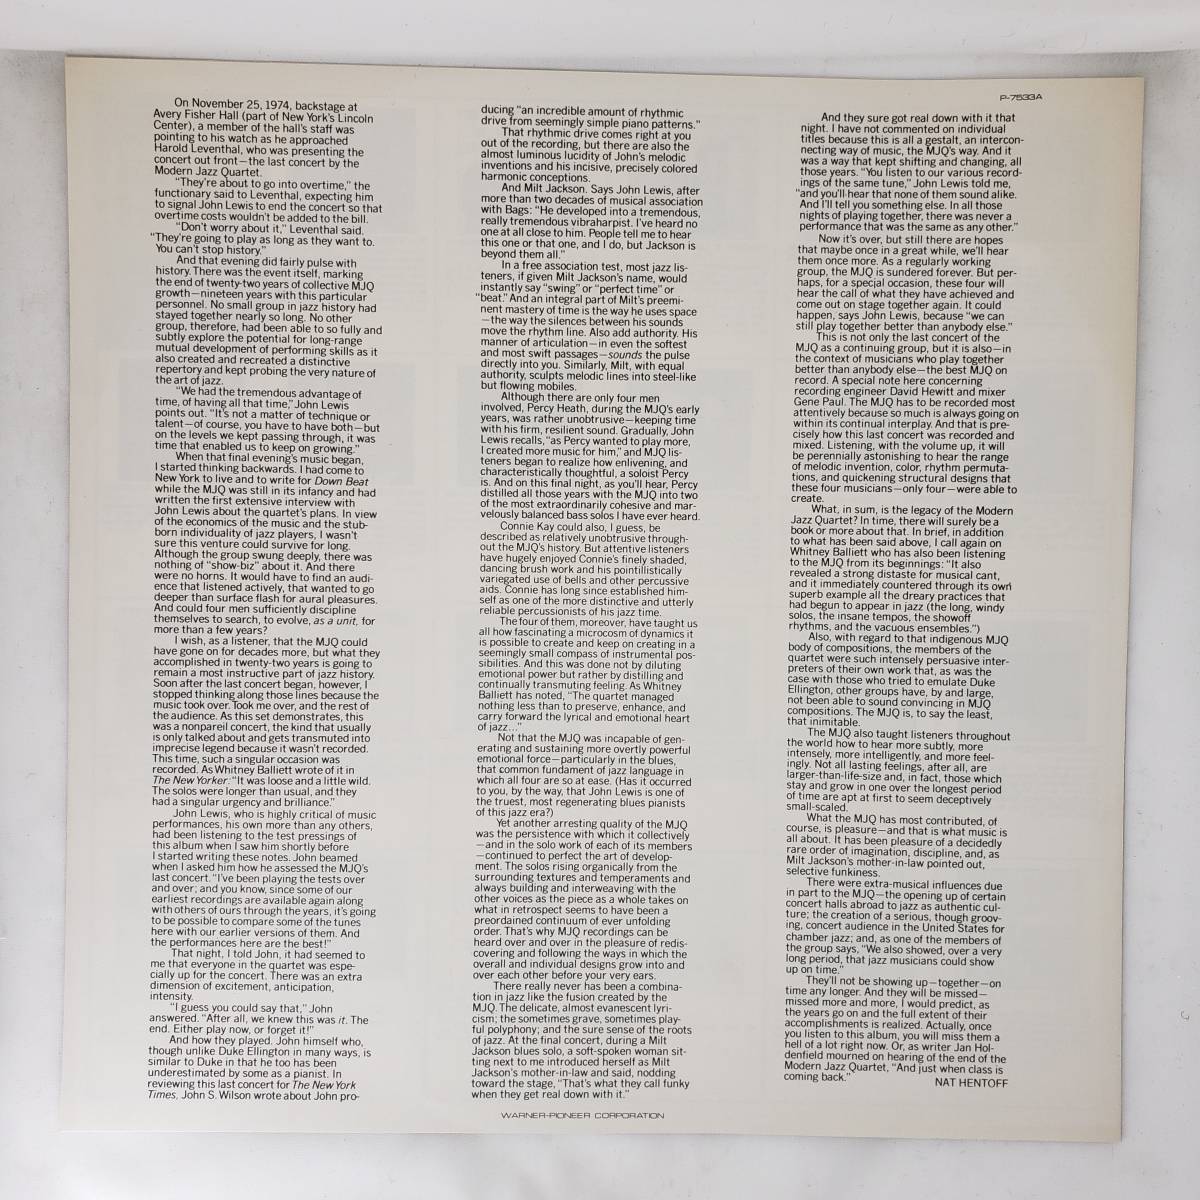 On November 25, 1974, backstage at
Avery Fisher Hall (part of New York's Lincoln
Center), a member of the hall's staff was
pointing to his watch as he approached
Harold Leventhal, who was presenting the
concert out front—the last concert by the
Modern Jazz Quartet.
"They're about to go into overtime," the
functionary said to Leventhal, expecting him
to signal John Lewis to end the concert so that
overtime costs wouldn't be added to the bill.
"Don't worry about it," Leventhal said.
"They're going to play as long as they want to.
You can't stop history."
And that evening did fairly pulse with
history. There was the event itself, marking
the end of twenty-two years of collective MJQ
growth—nineteen years with this particular
personnel. No small group in jazz history had
stayed together nearly so long. No other
group, therefore, had been able to so fully and
subtly explore the potential for long-range
mutual development of performing skills as it
also created and recreated a distinctive
repertory and kept probing the very nature of
the art of jazz.
"We had the tremendous advantage of
time, of having all that time," John Lewis
points out. "It's not a matter of technique or
talent—of course, you have to have both—but
on the levels we kept passing through, it was
time that enabled us to keep on growing."
When that final evening's music began,
I started thinking backwards. I had come to
New York to live and to write for Down Beat
while the MJQ was still in its infancy and had
written the first extensive interview with
John Lewis about the quartet's plans. In view
of the economics of the music and the stub-
born individuality of jazz players, I wasn't
sure this venture could survive for long.
Although the group swung deeply, there was
nothing of "show-biz" about it. And there
were no horns. It would have to find an audi-
ence that listened actively, that wanted to go
deeper than surface flash for aural pleasures.
And could four men sufficiently discipline
themselves to search, to evolve, as a unit, for
more than a few years?
I wish, as a listener, that the MJQ could
have gone on for decades more, but what they
accomplished in twenty-two years is going to
remain a most instructive part of jazz history.
Soon after the last concert began, however, I
stopped thinking along those lines because the
music took over. Took me over, and the rest of
the audience. As this set demonstrates, this
was a nonpareil concert, the kind that usually
is only talked about and gets transmuted into
imprecise legend because it wasn't recorded.
This time, such a singular occasion was
recorded. As Whitney Balliett wrote of it in
The New Yorker: "It was loose and a little wild.
The solos were longer than usual, and they
had a singular urgency and brilliance."
John Lewis, who is highly critical of music
performances, his own more than any others,
had been listening to the test pressings of
this album when I saw him shortly before
I started writing these notes. John beamed
when I asked him how he assessed the MJQ's
last concert. "I've been playing the tests over
and over; and you know, since some of our
earliest recordings are available again along
with others of ours through the years, it's going
to be possible to compare some of the tunes
here with our earlier versions of them. And
the performances here are the best!"
That night, I told John, it had seemed to
me that everyone in the quartet was espe-
cially up for the concert. There was an extra
dimension of excitement, anticipation,
intensity.
"I guess you could say that," John
answered. "After all, we knew this was it. The
end. Either play now, or forget it!"
And how they played. John himself who,
though unlike Duke Ellington in many ways, is
similar to Duke in that he too has been
underestimated by some as a pianist. In
reviewing this last concert for The New York
Times, John S. Wilson wrote about John pro-
ducing "an incredible amount of rhythmic
drive from seemingly simple piano patterns."
That rhythmic drive comes right at you
out of the recording, but there are also the
almost luminous lucidity of John's melodic
inventions and his incisive, precisely colored
harmonic conceptions.
And Milt Jackson. Says John Lewis, after
more than two decades of musical association
with Bags: "He developed into a tremendous,
really tremendous vibraharpist. I've heard no
one at all close to him. People tell me to hear
this one or that one, and I do, but Jackson is
beyond them all."
In a free association test, most jazz lis-
teners, if given Milt Jackson's name, would
instantly say "swing" or "perfect time" or
"beat." And an integral part of Milt's preemi-
nent mastery of time is the way he uses space
—the way the silences between his sounds
move the rhythm line. Also add authority. His
manner of articulation—in even the softest
and most swift passages—sounds the pulse
directly into you. Similarly, Milt, with equal
authority, sculpts melodic lines into steel-like
but flowing mobiles.
Although there are only four men
involved, Percy Heath, during the MJQ's early
years, was rather unobtrusive—keeping time
with his firm, resilient sound. Gradually, John
Lewis recalls, "as Percy wanted to play more,
I created more music for him," and MJQ lis-
teners began to realize how enlivening, and
characteristically thoughtful, a soloist Percy
is. And on this final night, as you'll hear, Percy
distilled all those years with the MJQ into two
of the most extraordinarily cohesive and mar-
velously balanced bass solos I have ever heard.
Connie Kay could also, I guess, be
described as relatively unobtrusive through-
out the MJQ's history. But attentive listeners
have hugely enjoyed Connie's finely shaded,
dancing brush work and his pointillistically
variegated use of bells and other percussive
aids. Connie has long since established him-
self as one of the more distinctive and utterly
reliable percussionists of his jazz time.
The four of them, moreover, have taught us
all how fascinating a microcosm of dynamics it
is possible to create and keep on creating in a
seemingly small compass of instrumental pos-
sibilities. And this was done not by diluting
emotional power but rather by distilling and
continually transmuting feeling. As Whitney
Balliett has noted, "The quartet managed
nothing less than to preserve, enhance, and
carry forward the lyrical and emotional heart
of jazz..."
Not that the MJQ was incapable of gen-
erating and sustaining more overtly powerful
emotional force—particularly in the blues,
that common fundament of jazz language in
which all four are so at ease. (Has it occurred
to you, by the way, that John Lewis is one of
the truest, most regenerating blues pianists
of this jazz era?)
Yet another arresting quality of the MJQ
was the persistence with which it collectively
—and in the solo work of each of its members
—continued to perfect the art of develop-
ment. The solos rising organically from the
surrounding textures and temperaments and
always building and interweaving with the
other voices as the piece as a whole takes on
what in retrospect seems to have been a
preordained continuum of ever unfolding
order. That's why MJQ recordings can be
heard over and over in the pleasure of redis-
covering and following the ways in which the
overall and individual designs grow into and
over each other before your very ears.
There really never has been a combina-
tion in jazz like the fusion created by the
MJQ. The delicate, almost evanescent lyri-
cism; the sometimes grave, sometimes play-
ful polyphony; and the sure sense of the roots
of jazz. At the final concert, during a Milt
Jackson blues solo, a soft-spoken woman sit-
ting next to me introduced herself as Milt
Jackson's mother-in-law and said, nodding
toward the stage, "That's what they call funky
when they get real down with it."
P-7533A
And they sure got real down with it that
night. I have not commented on individual
titles because this is all a gestalt, an intercon-
necting way of music, the MJQ's way. And it
was a way that kept shifting and changing, all
those years. "You listen to our various record-
ings of the same tune," John Lewis told me,
"and you'll hear that none of them sound alike.
And I'll tell you something else. In all those
nights of playing together, there was never a
performance that was the same as any other."
Now it's over, but still there are hopes
that maybe once in a great while, we'll hear
them once more. As a regularly working
group, the MJQ is sundered forever. But per-
haps, for a special occasion, these four will
hear the call of what they have achieved and
come out on stage together again. It could
happen, says John Lewis, because "we can
still play together better than anybody else."
This is not only the last concert of the
MJQ as a continuing group, but it is also—in
the context of musicians who play together
better than anybody else—the best MJQ on
record. A special note here concerning
recording engineer David Hewitt and mixer
Gene Paul. The MJQ has to be recorded most
attentively because so much is always going on
within its continual interplay. And that is pre-
cisely how this last concert was recorded and
mixed. Listening, with the volume up, it will
be perennially astonishing to hear the range
of melodic invention, color, rhythm permuta-
tions, and quickening structural designs that
these four musicians—only four—were able to
create.
What, in sum, is the legacy of the Modern
Jazz Quartet? In time, there will surely be a
book or more about that. In brief, in addition
to what has been said above, I call again on
Whitney Balliett who has also been listening
to the MJQ from its beginnings: "It also
revealed a strong distaste for musical cant,
and it immediately countered through its own
superb example all the dreary practices that
had begun to appear in jazz (the long, windy
solos, the insane tempos, the showoff
rhythms, and the vacuous ensembles.")
Also, with regard to that indigenous MJQ
body of compositions, the members of the
quartet were such intensely persuasive inter-
preters of their own work that, as was the
case with those who tried to emulate Duke
Ellington, other groups have, by and large,
not been able to sound convincing in MJQ
compositions. The MJQ is, to say the least,
that inimitable.
The MJQ also taught listeners throughout
the world how to hear more subtly, more
intensely, more intelligently, and more feel-
ingly. Not all lasting feelings, after all, are
larger-than-life-size and, in fact, those which
stay and grow in one over the longest period
of time are apt at first to seem deceptively
small-scaled.
What the MJQ has most contributed, of
course, is pleasure—and that is what music is
all about. It has been pleasure of a decidedly
rare order of imagination, discipline, and, as
Milt Jackson's mother-in-law pointed out,
selective funkiness.
There were extra-musical influences due
in part to the MJQ—the opening up of certain
concert halls abroad to jazz as authentic cul-
ture; the creation of a serious, though groov-
ing, concert audience in the United States for
chamber jazz; and, as one of the members of
the group says, "We also showed, over a very
long period, that jazz musicians could show
up on time."
They'll not be showing up—together—on
time any longer. And they will be missed—
missed more and more, I would predict, as
the years go on and the full extent of their
accomplishments is realized. Actually, once
you listen to this album, you will miss them a
hell of a lot right now. Or, as writer Jan Hol-
denfield mourned on hearing of the end of the
Modern Jazz Quartet, "And just when class is
coming back."
NAT HENTOFF
WARNER-PIONEER CORPORATION